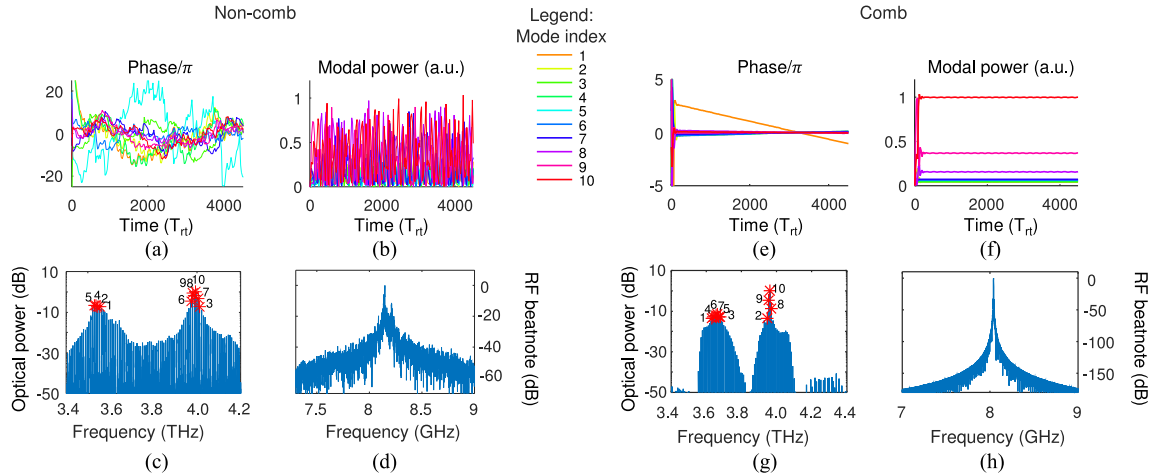 Non-comb
Legend:
Mode index
1
2
3
4
5
6
7
8
9
10
Comb
Phase/π
20
0
-20
0 2000 4000
Time (Trt)
(a)
Modal power (a.u.)
1
0.5
0
0 2000 4000
Time (Trt)
(b)
Phase/π
5
0
-5
0 2000 4000
Time (Trt)
(e)
Modal power (a.u.)
1
0.5
0
0 2000 4000
Time (Trt)
(f)
Optical power (dB)
10
-10
-30
-50
5 4 2 1
98 10
6 7
3
3.4 3.6 3.8 4.0 4.2
Frequency (THz)
(c)
0
-20
-40
-60
RF beatnote (dB)
7.5 8 8.5 9
Frequency (GHz)
(d)
Optical power (dB)
10
-10
-30
-50
1 4 6 7 5 3
10
9 8
2
3.4 3.6 3.8 4.0 4.2 4.4
Frequency (THz)
(g)
0
-50
-100
-150
RF beatnote (dB)
7 8 9
Frequency (GHz)
(h)